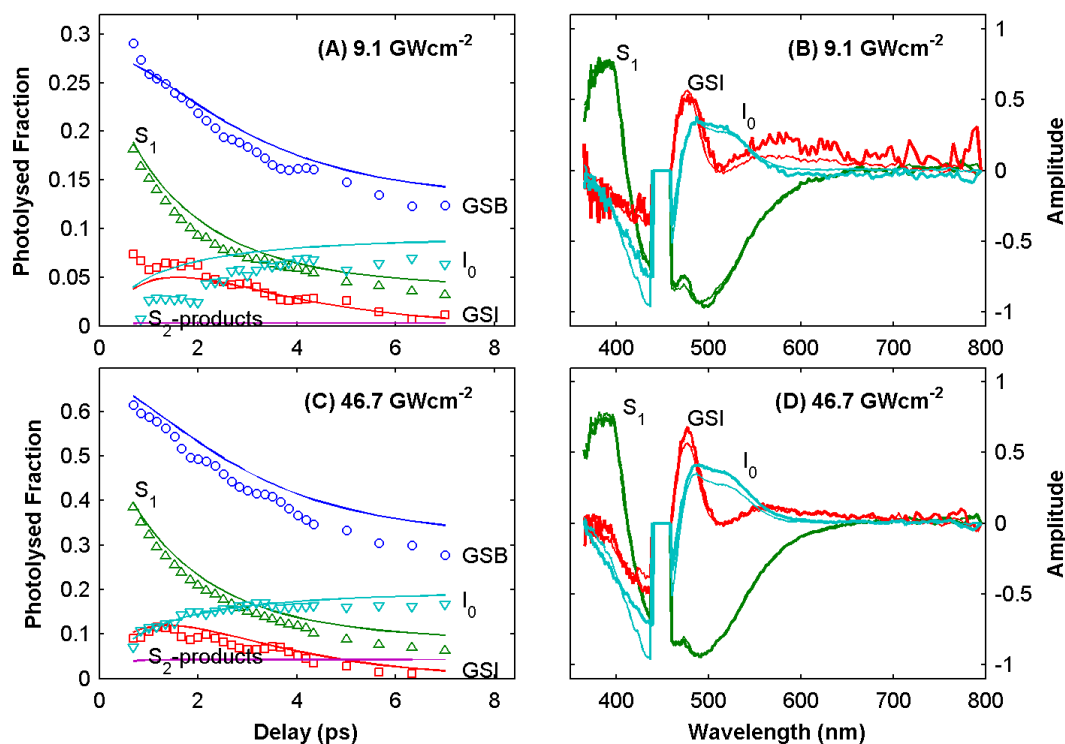 (A) 9.1 GWcm-2
0.3
0.25
0.2
0.15
0.1
0.05
0
Photolysed Fraction
S1
GSB
I0
GSI
S2-products
0 2 4 6 8
(B) 9.1 GWcm-2
S1
GSI
I0
1
0.5
0
-0.5
-1
Amplitude
400 500 600 700 800
(C) 46.7 GWcm-2
0.6
0.5
0.4
0.3
0.2
0.1
0
Photolysed Fraction
S1
GSB
I0
S2-products
GSI
0 2 4 6 8
Delay (ps)
(D) 46.7 GWcm-2
S1
GSI
I0
1
0.5
0
-0.5
-1
Amplitude
400 500 600 700 800
Wavelength (nm)